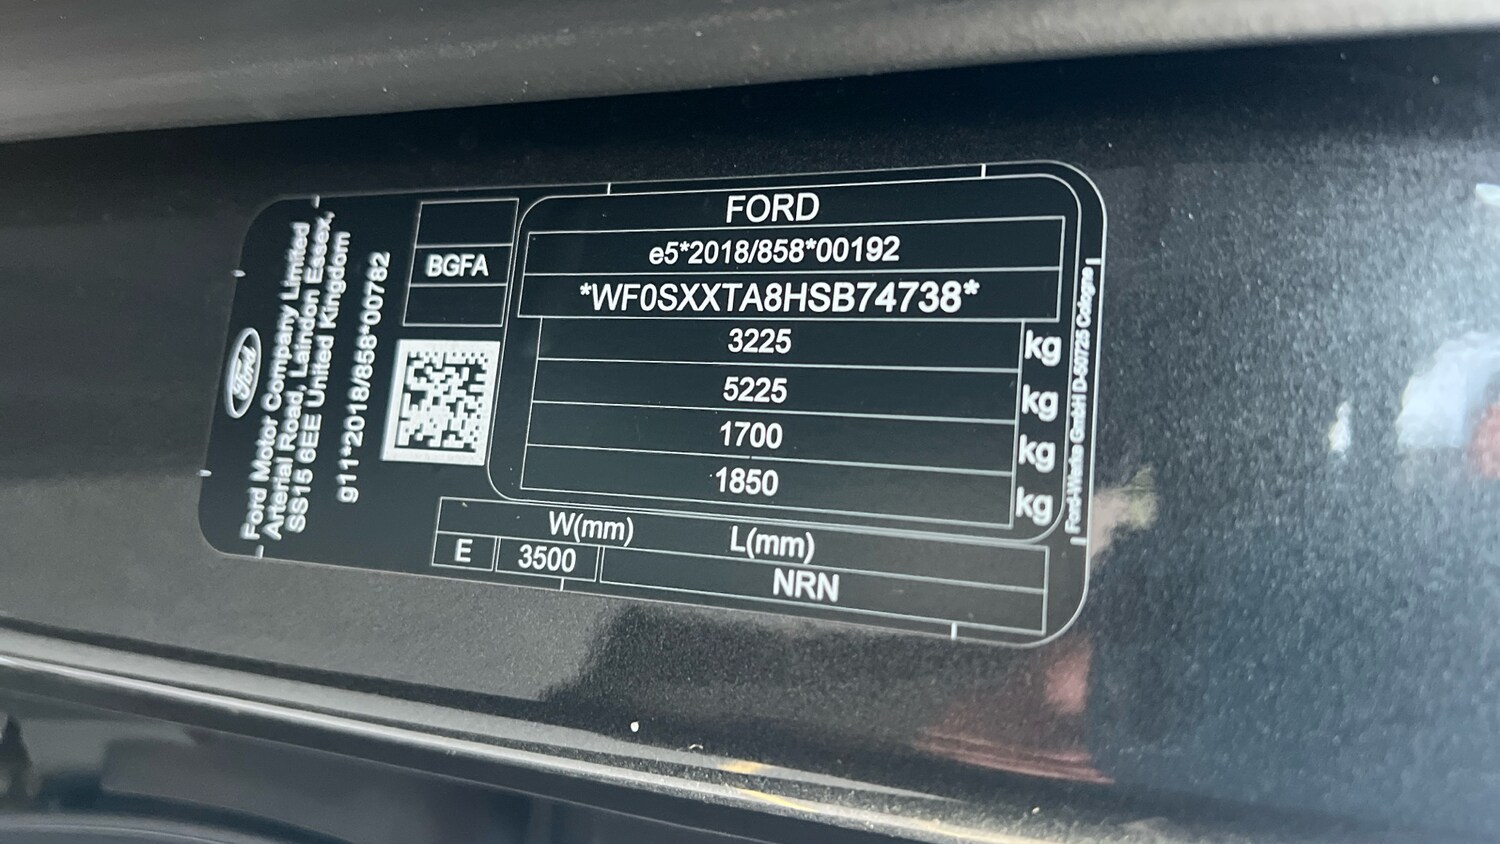 Ford
Ford Motor Company Limited
Arterial Road, Laindon Essex,
SS15 6EE United Kingdom
g11*2018/858*00782
BGFA
FORD
e5*2018/858*00192
*WF0SXXTA8HSB74738*
3225 kg
5225 kg
1700 kg
1850 kg
W(mm) L(mm)
E 3500 NRN
Ford-Werke GmbH D-50725 Cologne